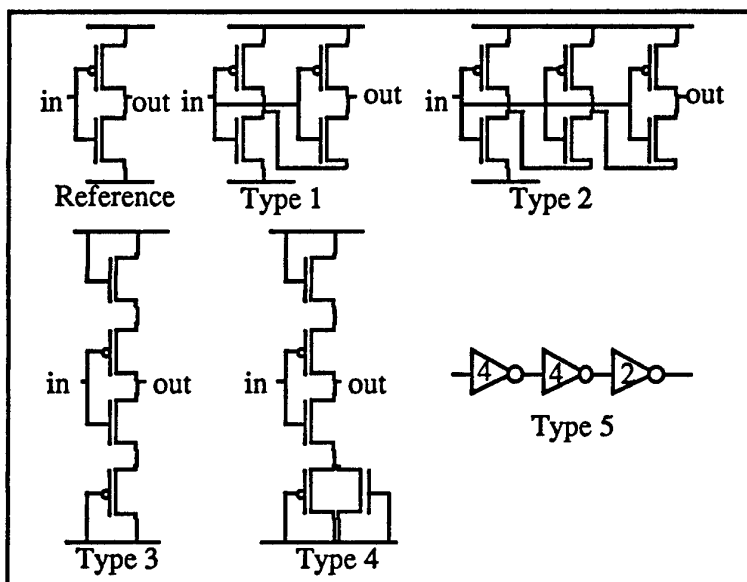 in out in out in out
Reference Type 1 Type 2
in out in out
4 4 2
Type 5
Type 3 Type 4